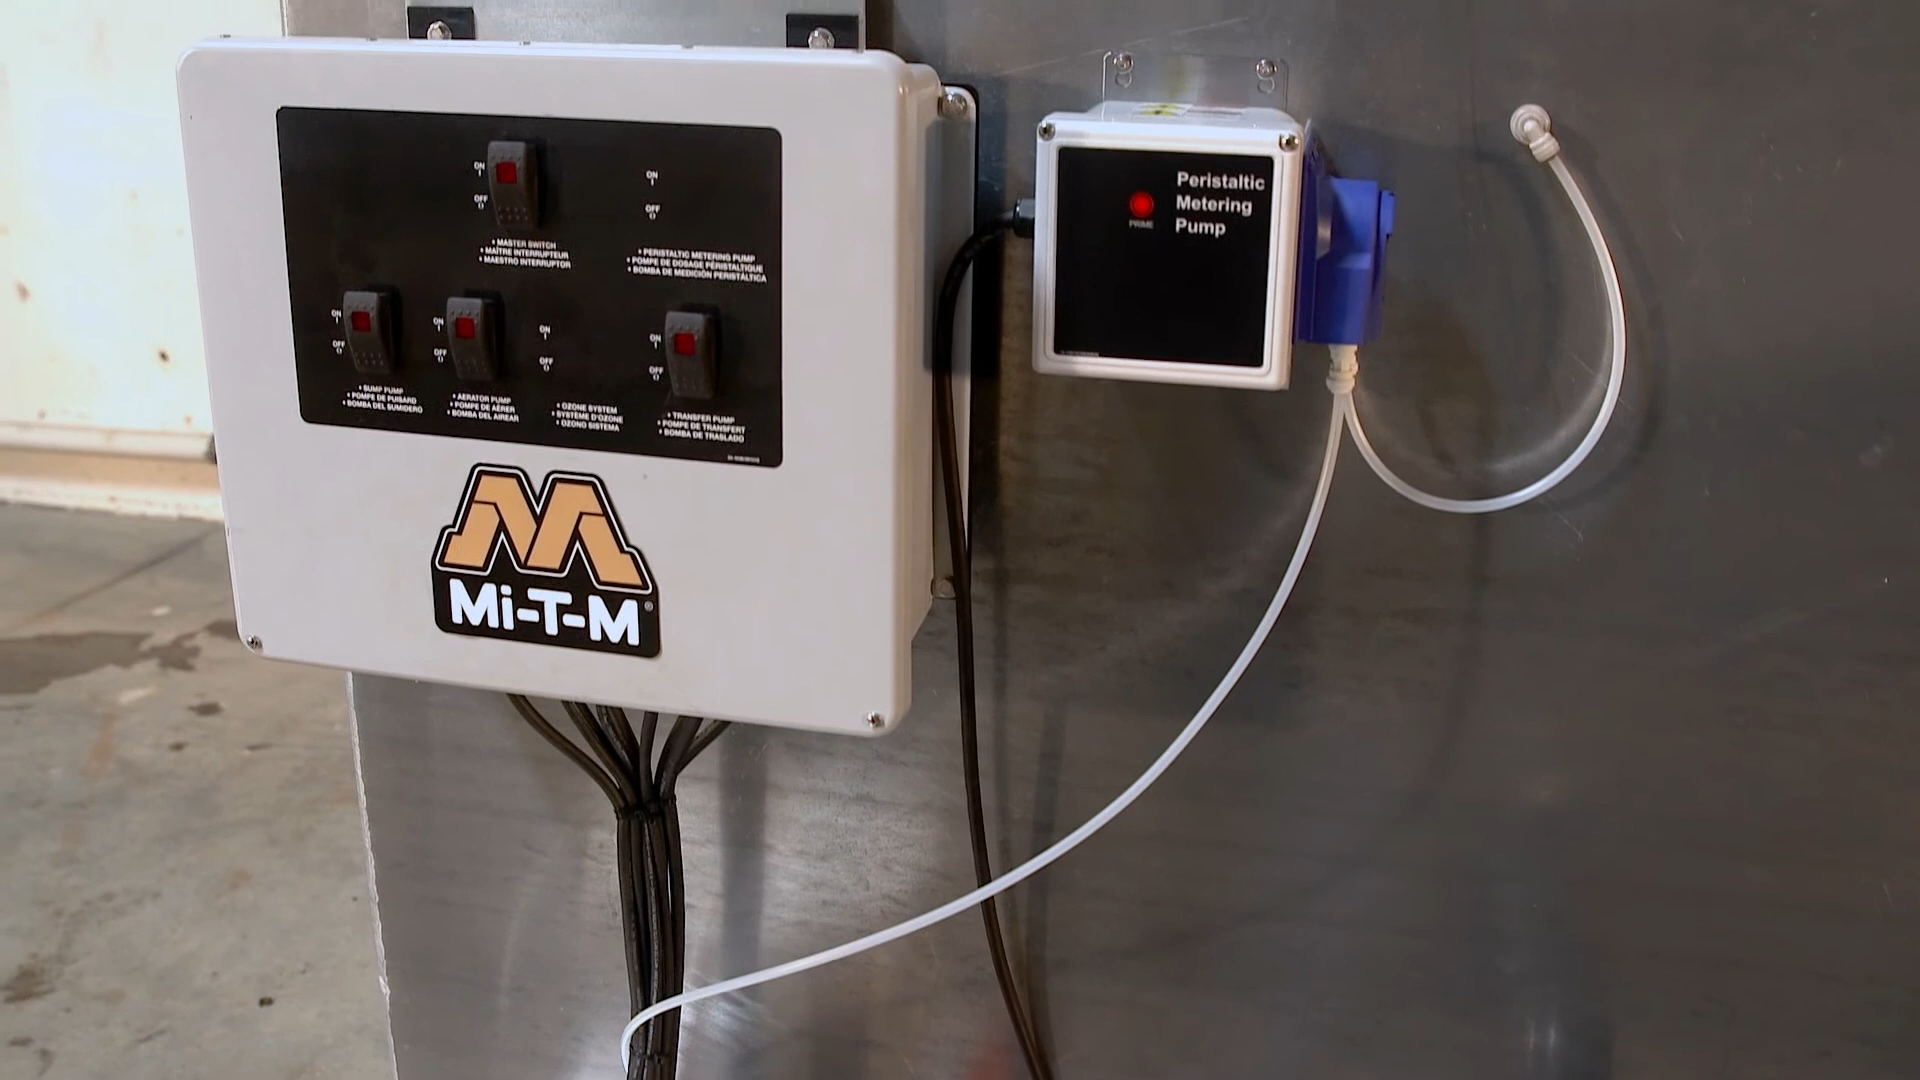 ON
I
OFF
O
• MASTER SWITCH
• MAÎTRE INTERRUPTEUR
• MAESTRO INTERRUPTOR
ON
I
OFF
O
• PERISTALTIC METERING PUMP
• POMPE DE DOSAGE PÉRISTALTIQUE
• BOMBA DE MEDICIÓN PERISTÁLTICA
ON
I
OFF
O
• SUMP PUMP
• POMPE DE PUISARD
• BOMBA DEL SUMIDERO
ON
I
OFF
O
• AERATOR PUMP
• POMPE DE AÉRER
• BOMBA DEL AIREAR
ON
I
OFF
O
• OZONE SYSTEM
• SYSTÈME D'OZONE
• OZONO SISTEMA
ON
I
OFF
O
• TRANSFER PUMP
• POMPE DE TRANSFERT
• BOMBA DE TRASLADO
Mi-T-M®
Peristaltic
Metering
Pump
PRIME